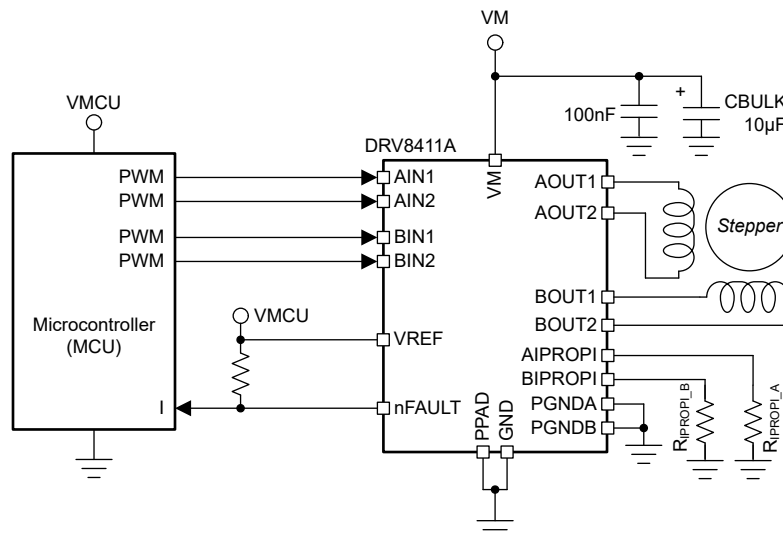 VM
VMCU
100nF
+
CBULK
10µF
DRV8411A
PWM
AIN1
VM
AOUT1
PWM
AIN2
AOUT2
Stepper
PWM
BIN1
PWM
BIN2
BOUT1
VMCU
Microcontroller
(MCU)
VREF
BOUT2
AIPROPI
BIPROPI
I
nFAULT
PPAD
GND
PGNDA
PGNDB
RIPROPI_B
RIPROPI_A